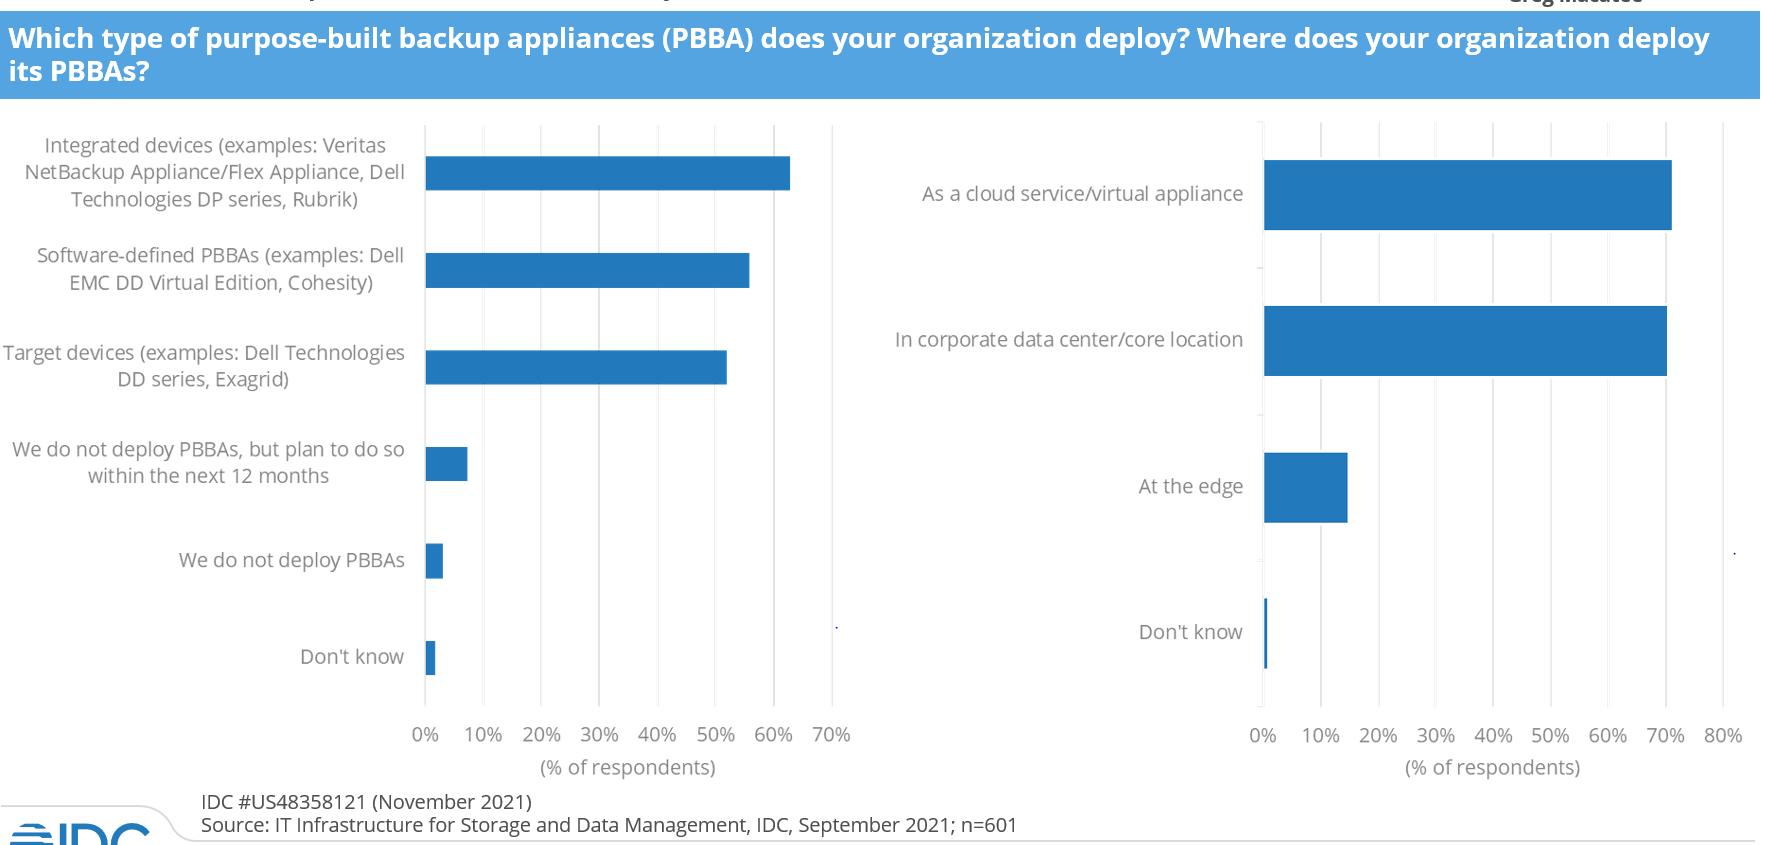 Which type of purpose-built backup appliances (PBBA) does your organization deploy? Where does your organization deploy
its PBBAs?
Integrated devices (examples: Veritas
NetBackup Appliance/Flex Appliance, Dell
Technologies DP series, Rubrik)
Software-defined PBBAs (examples: Dell
EMC DD Virtual Edition, Cohesity)
Target devices (examples: Dell Technologies
DD series, Exagrid)
We do not deploy PBBAs, but plan to do so
within the next 12 months
We do not deploy PBBAs
Don't know
0% 10% 20% 30% 40% 50% 60% 70%
(% of respondents)
As a cloud service/virtual appliance
In corporate data center/core location
At the edge
Don't know
0% 10% 20% 30% 40% 50% 60% 70% 80%
(% of respondents)
IDC #US48358121 (November 2021)
Source: IT Infrastructure for Storage and Data Management, IDC, September 2021; n=601
IDC